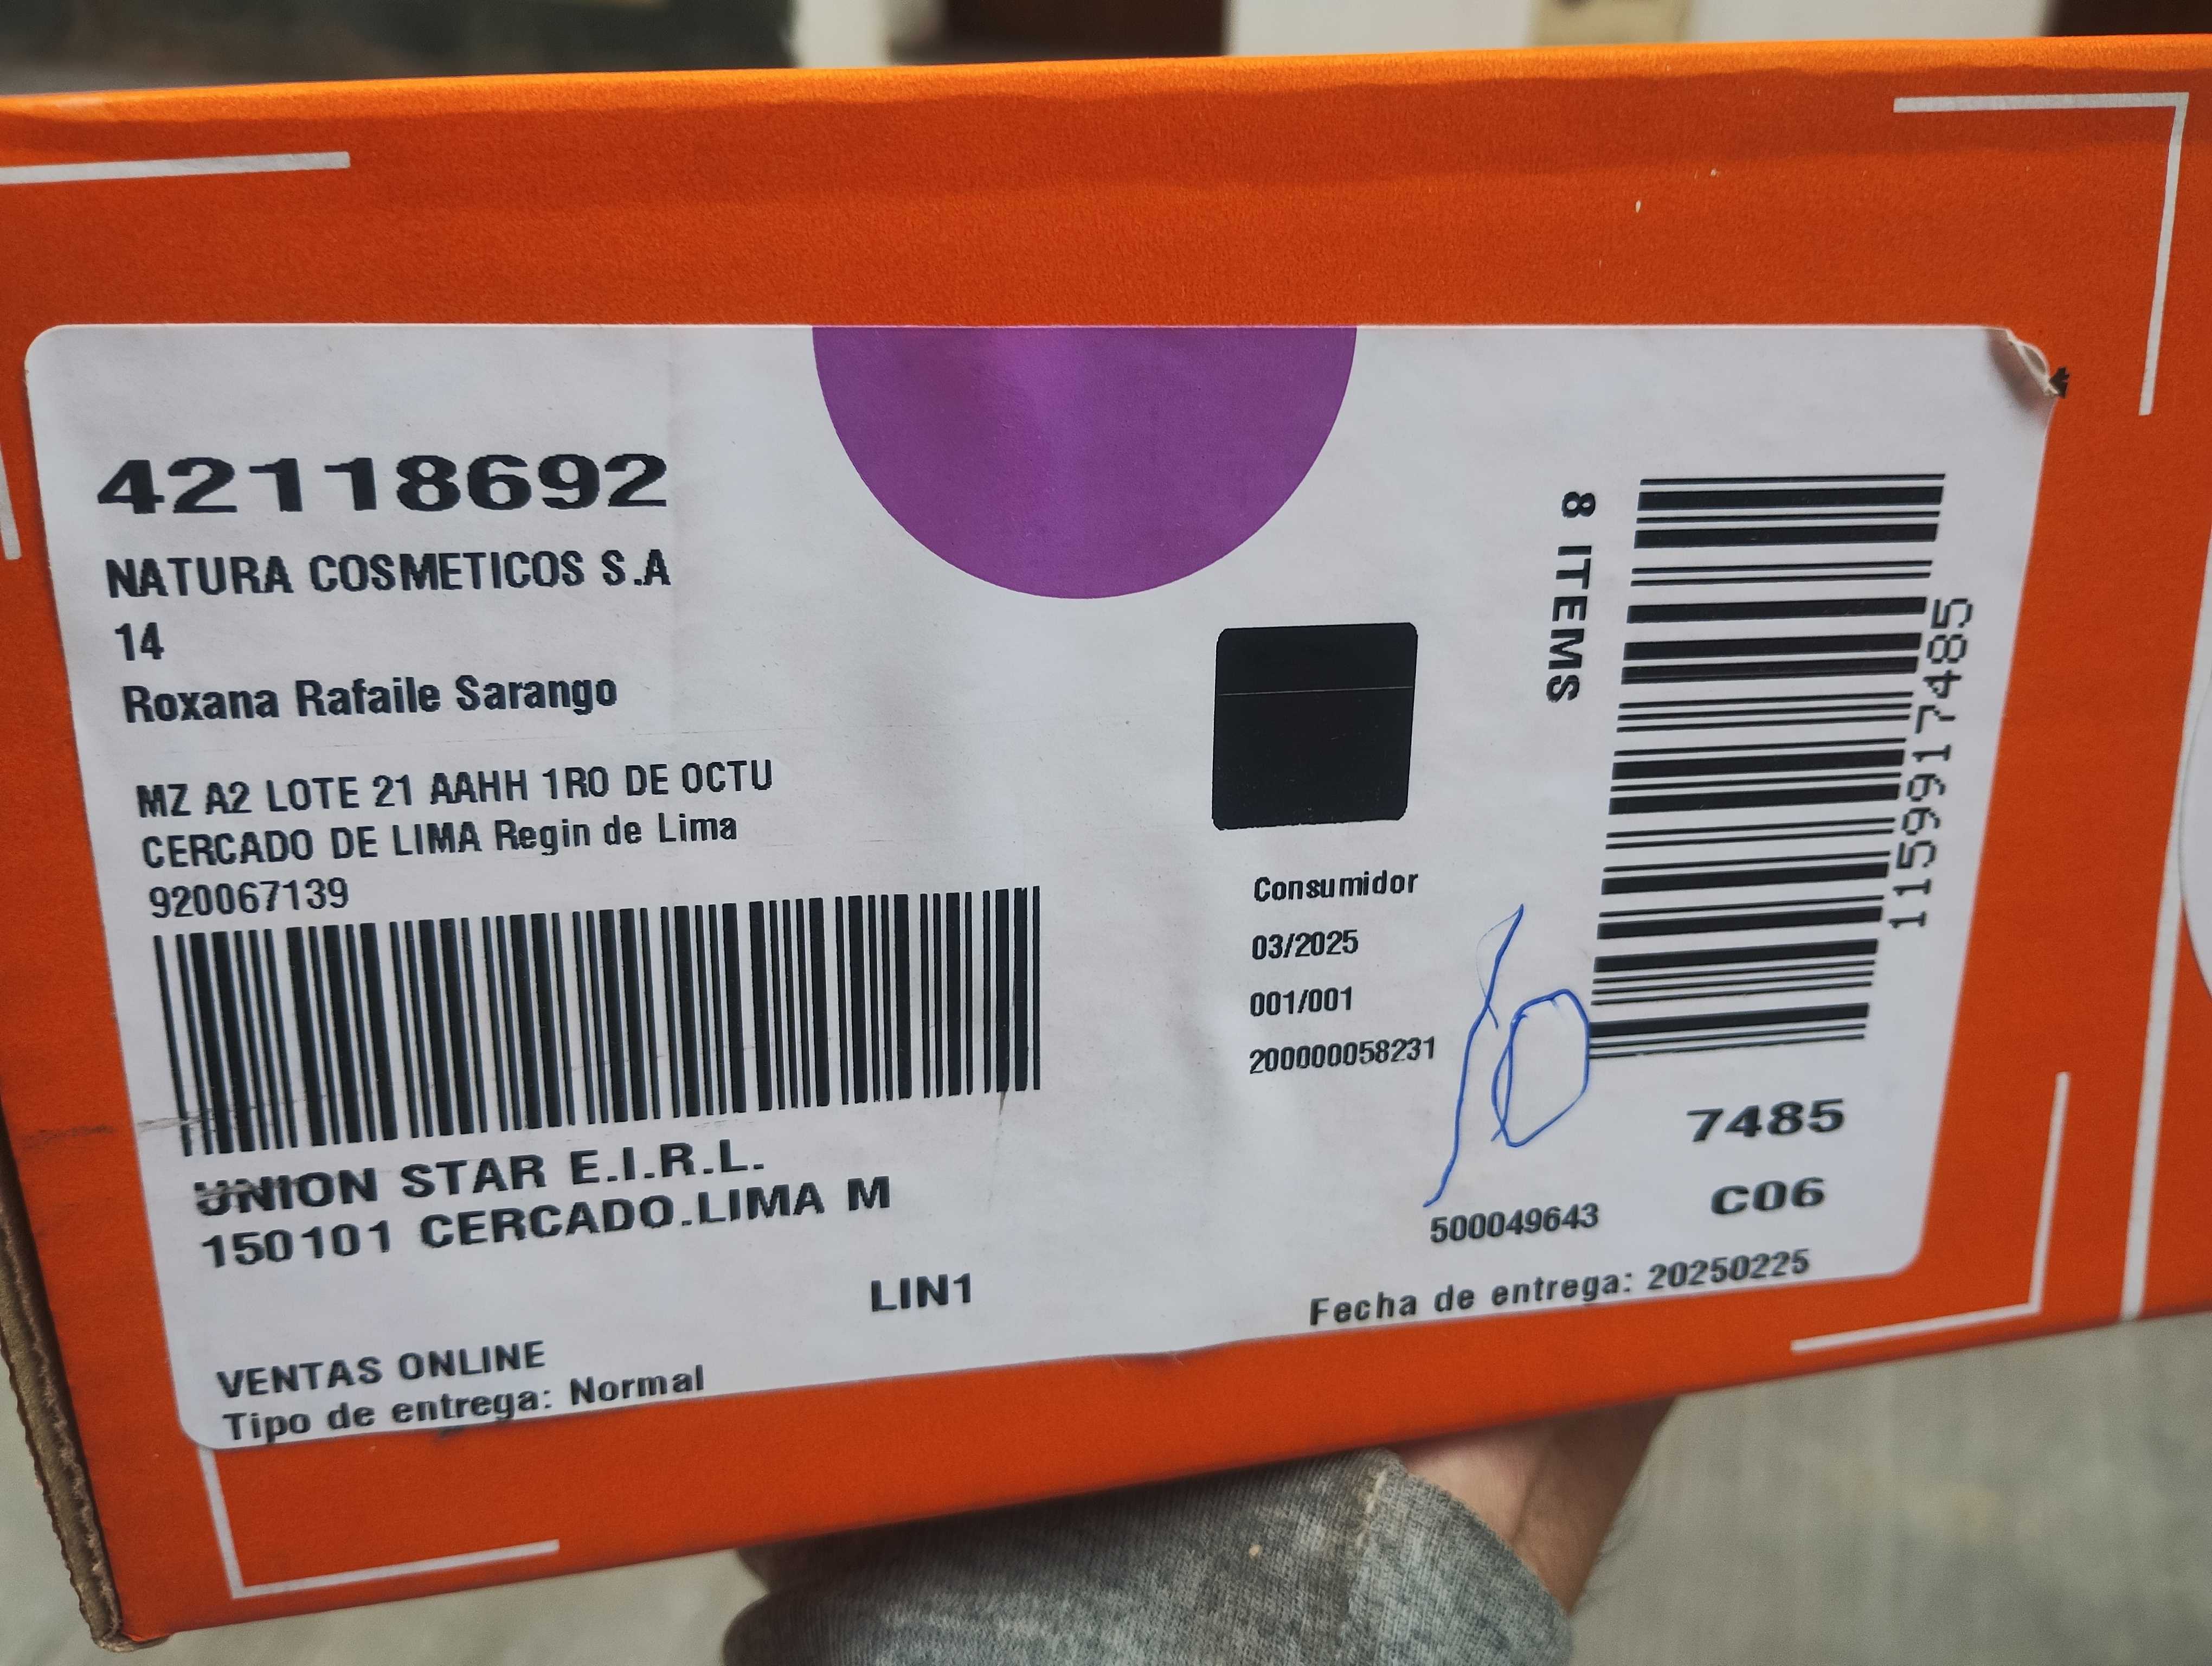 42118692
NATURA COSMETICOS S.A
14
Roxana Rafaile Sarango
MZ A2 LOTE 21 AAHH 1RO DE OCTU
CERCADO DE LIMA Regin de Lima
920067139
UNION STAR E.I.R.L.
150101 CERCADO.LIMA M
LIN1
VENTAS ONLINE
Tipo de entrega: Normal
8 ITEMS
1159917485
Consumidor
03/2025
001/001
200000058231
7485
C06
500049643
Fecha de entrega: 20250225